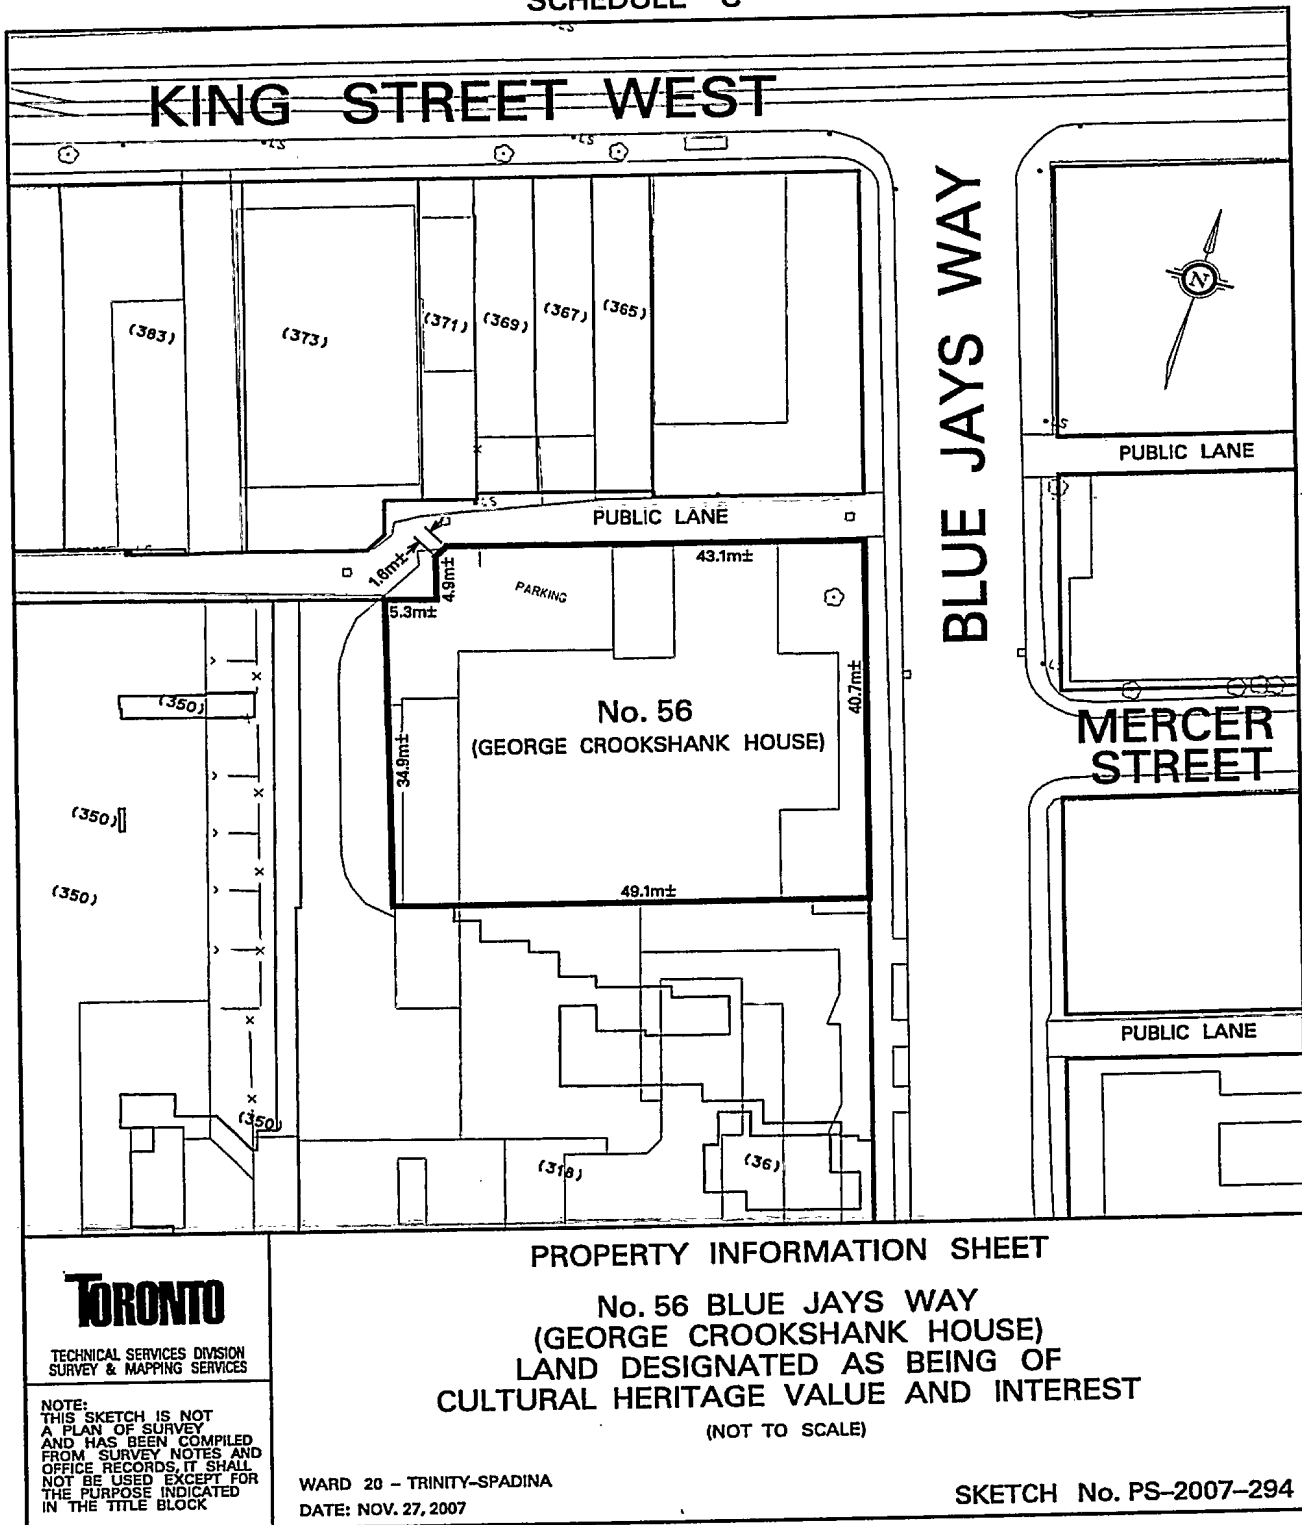 KING STREET WEST
BLUE JAYS WAY
N
(383)
(373)
(371)
(369)
(367)
(365)
PUBLIC LANE
PUBLIC LANE
1.6m±
4.9m±
5.3m±
43.1m±
PARKING
40.7m±
34.9m±
No. 56
(GEORGE CROOKSHANK HOUSE)
49.1m±
MERCER
STREET
(350)
(350)
(350)
(350)
PUBLIC LANE
(318)
(36)
PROPERTY INFORMATION SHEET
No. 56 BLUE JAYS WAY
(GEORGE CROOKSHANK HOUSE)
LAND DESIGNATED AS BEING OF
CULTURAL HERITAGE VALUE AND INTEREST
(NOT TO SCALE)
TORONTO
TECHNICAL SERVICES DIVISION
SURVEY & MAPPING SERVICES
NOTE:
THIS SKETCH IS NOT
A PLAN OF SURVEY
AND HAS BEEN COMPILED
FROM SURVEY NOTES AND
OFFICE RECORDS, IT SHALL
NOT BE USED EXCEPT FOR
THE PURPOSE INDICATED
IN THE TITLE BLOCK
WARD 20 – TRINITY-SPADINA
DATE: NOV. 27, 2007
SKETCH No. PS-2007-294